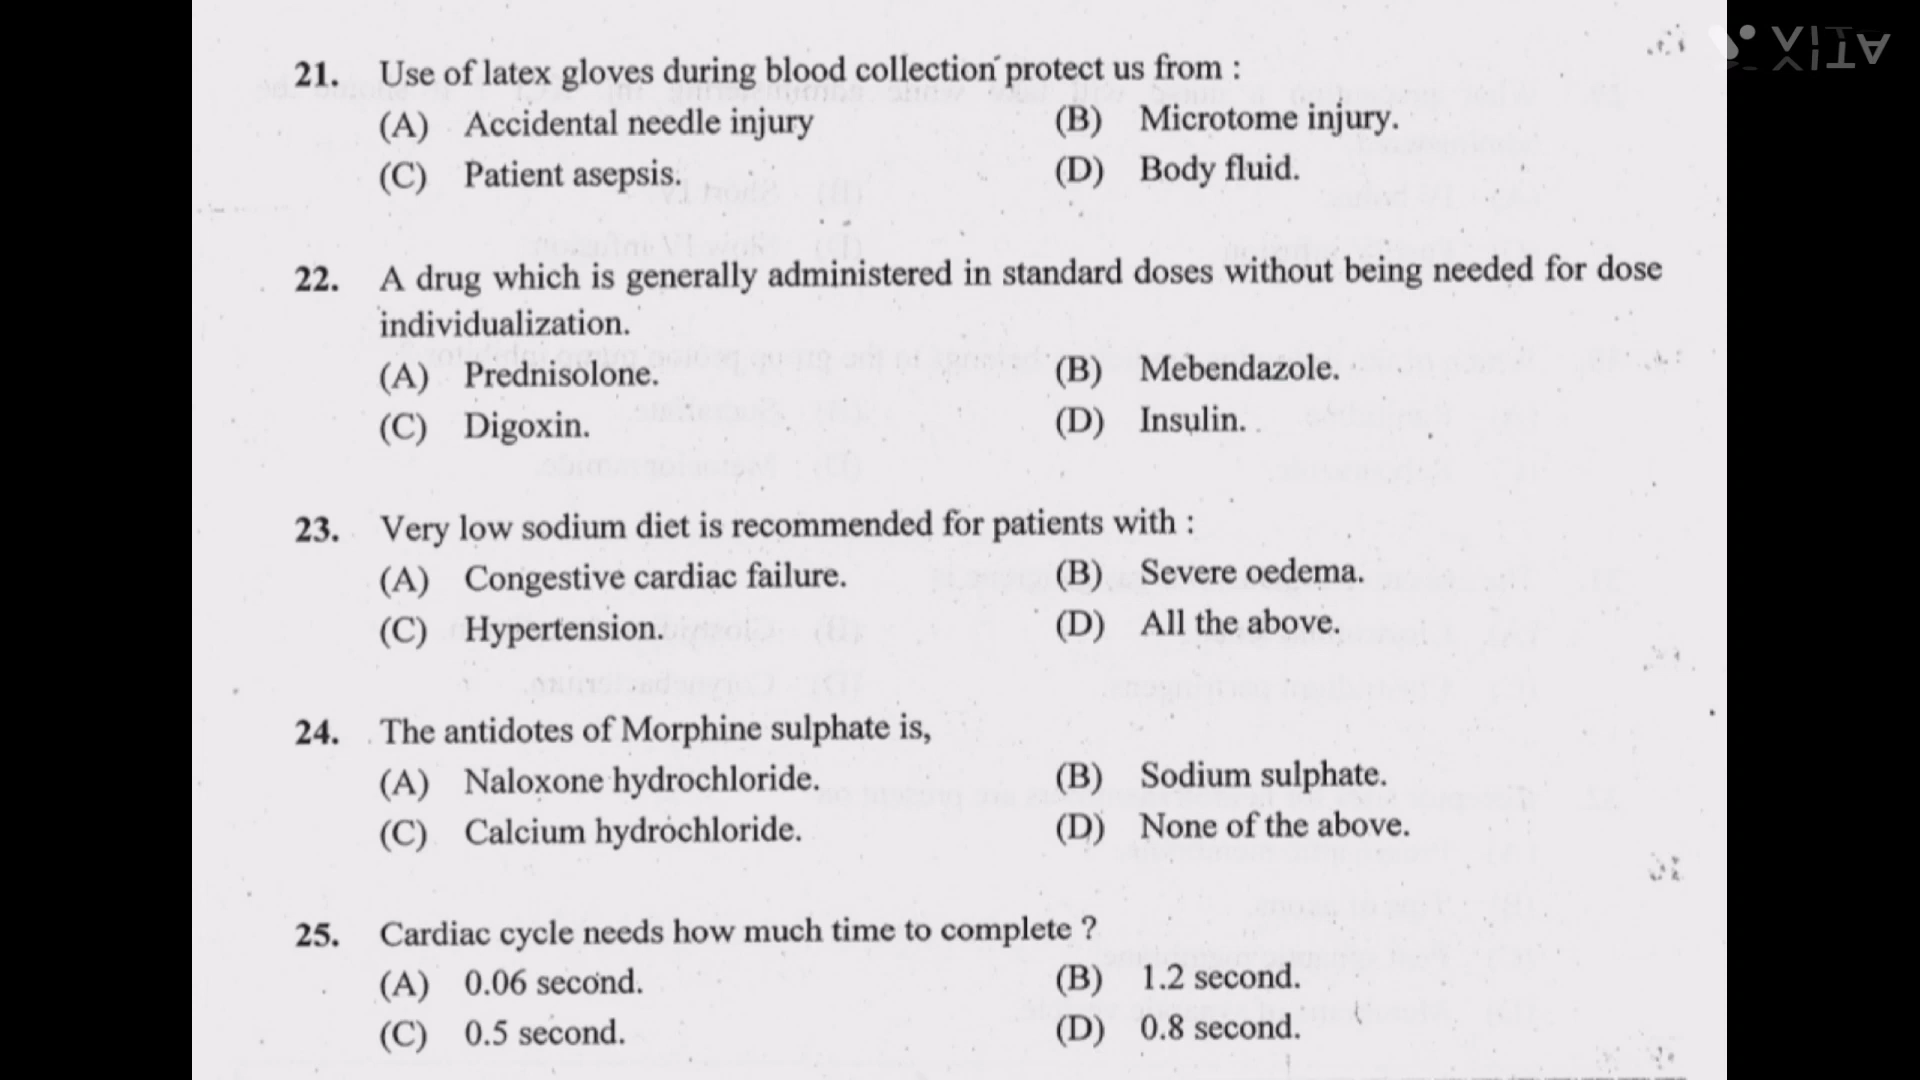 VITA
21. Use of latex gloves during blood collection protect us from :
(A) Accidental needle injury (B) Microtome injury.
(C) Patient asepsis. (D) Body fluid.
22. A drug which is generally administered in standard doses without being needed for dose
individualization.
(A) Prednisolone. (B) Mebendazole.
(C) Digoxin. (D) Insulin.
23. Very low sodium diet is recommended for patients with :
(A) Congestive cardiac failure. (B) Severe oedema.
(C) Hypertension. (D) All the above.
24. The antidotes of Morphine sulphate is,
(A) Naloxone hydrochloride. (B) Sodium sulphate.
(C) Calcium hydrochloride. (D) None of the above.
25. Cardiac cycle needs how much time to complete ?
(A) 0.06 second. (B) 1.2 second.
(C) 0.5 second. (D) 0.8 second.